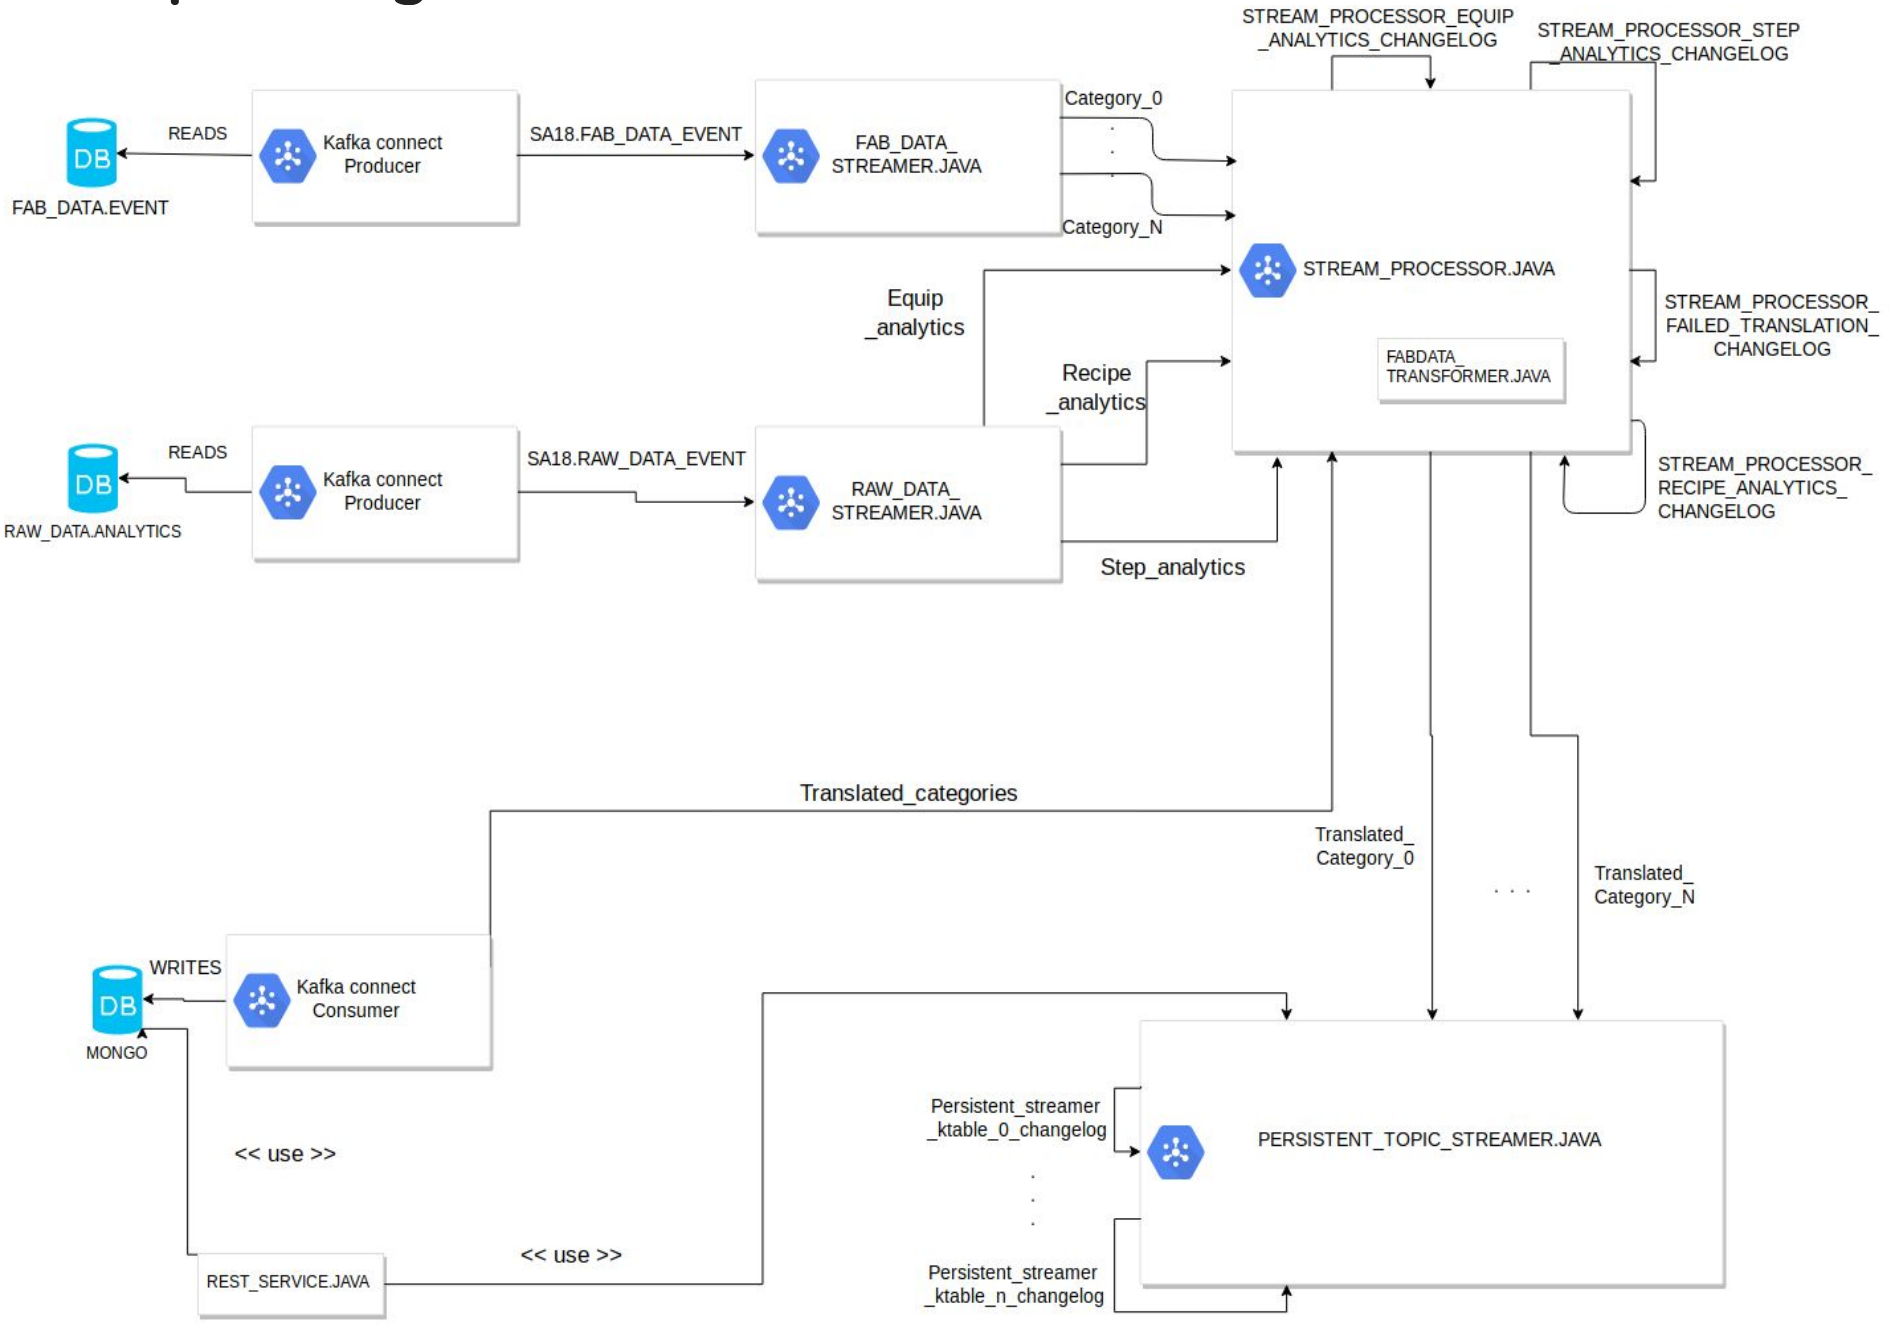 STREAM_PROCESSOR_EQUIP
_ANALYTICS_CHANGELOG
STREAM_PROCESSOR_STEP
_ANALYTICS_CHANGELOG
READS
DB
FAB_DATA.EVENT
Kafka connect
Producer
SA18.FAB_DATA_EVENT
FAB_DATA_
STREAMER.JAVA
Category_0
.
.
.
Category_N
STREAM_PROCESSOR.JAVA
FABDATA_
TRANSFORMER.JAVA
STREAM_PROCESSOR_
FAILED_TRANSLATION_
CHANGELOG
STREAM_PROCESSOR_
RECIPE_ANALYTICS_
CHANGELOG
Equip
_analytics
Recipe
_analytics
READS
DB
RAW_DATA.ANALYTICS
Kafka connect
Producer
SA18.RAW_DATA_EVENT
RAW_DATA_
STREAMER.JAVA
Step_analytics
Translated_categories
Translated_
Category_0
. . .
Translated_
Category_N
WRITES
DB
MONGO
Kafka connect
Consumer
<< use >>
<< use >>
REST_SERVICE.JAVA
Persistent_streamer
_ktable_0_changelog
.
.
.
Persistent_streamer
_ktable_n_changelog
PERSISTENT_TOPIC_STREAMER.JAVA